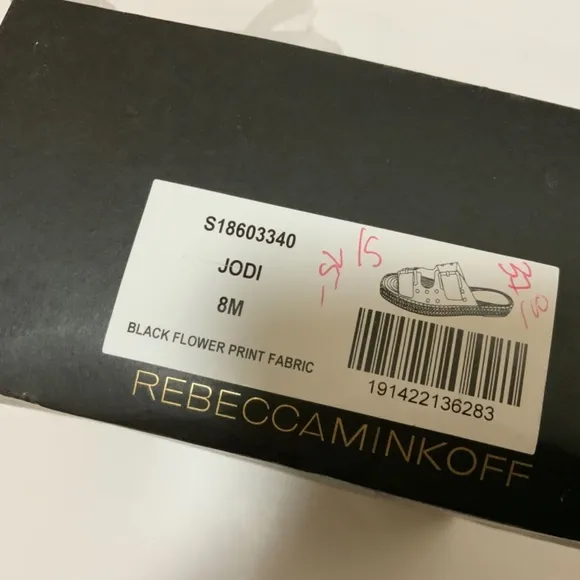 S18603340
JODI
8M
BLACK FLOWER PRINT FABRIC
191422136283
REBECCAMINKOFF